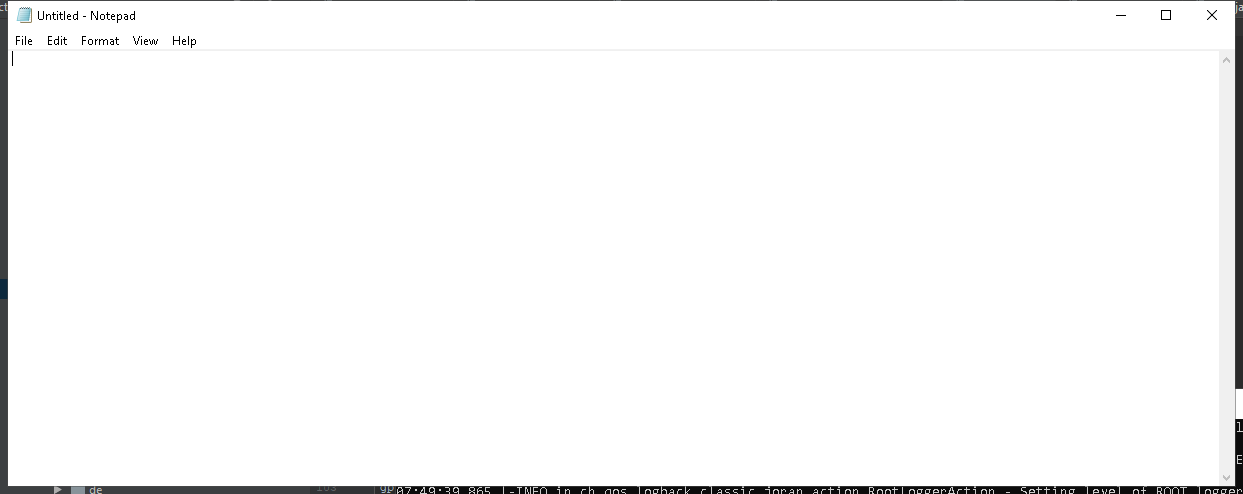 Untitled - Notepad
File Edit Format View Help
de
07:49:39,865 |-INFO in ch.qos.logback.classic.joran.action.RootLoggerAction - Setting level of ROOT logger